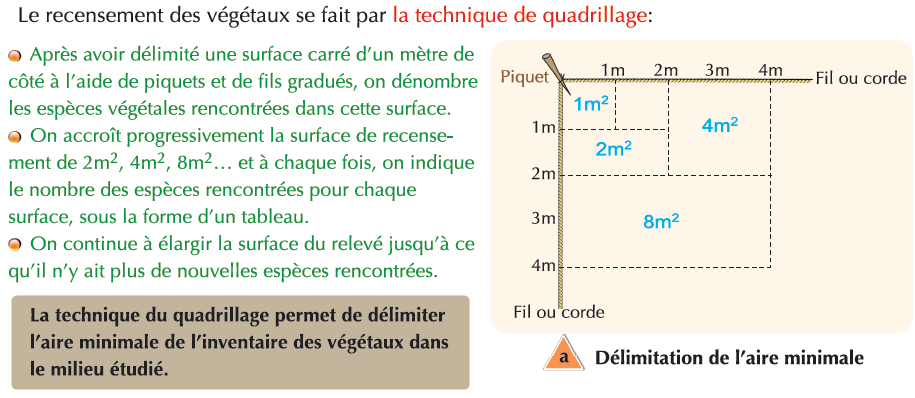 Le recensement des végétaux se fait par la technique de quadrillage:
Après avoir délimité une surface carré d'un mètre de
côté à l'aide de piquets et de fils gradués, on dénombre
les espèces végétales rencontrées dans cette surface.
On accroît progressivement la surface de recense-
ment de 2m², 4m², 8m²... et à chaque fois, on indique
le nombre des espèces rencontrées pour chaque
surface, sous la forme d'un tableau.
On continue à élargir la surface du relevé jusqu'à ce
qu'il n'y ait plus de nouvelles espèces rencontrées.
La technique du quadrillage permet de délimiter
l'aire minimale de l'inventaire des végétaux dans
le milieu étudié.
Piquet
1m 2m 3m 4m
Fil ou corde
1m²
4m²
1m
2m²
2m
3m
8m²
4m
Fil ou corde
a Délimitation de l'aire minimale